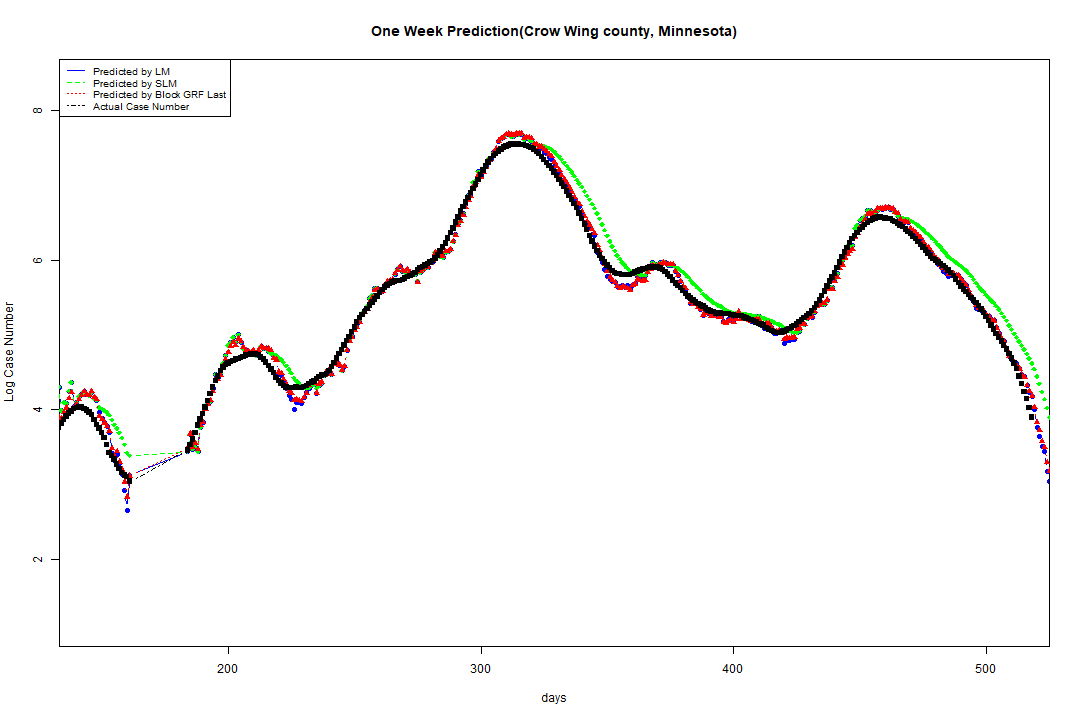 One Week Prediction(Crow Wing county, Minnesota)
Predicted by LM
Predicted by SLM
Predicted by Block GRF Last
Actual Case Number
8
6
4
2
Log Case Number
200 300 400 500
days